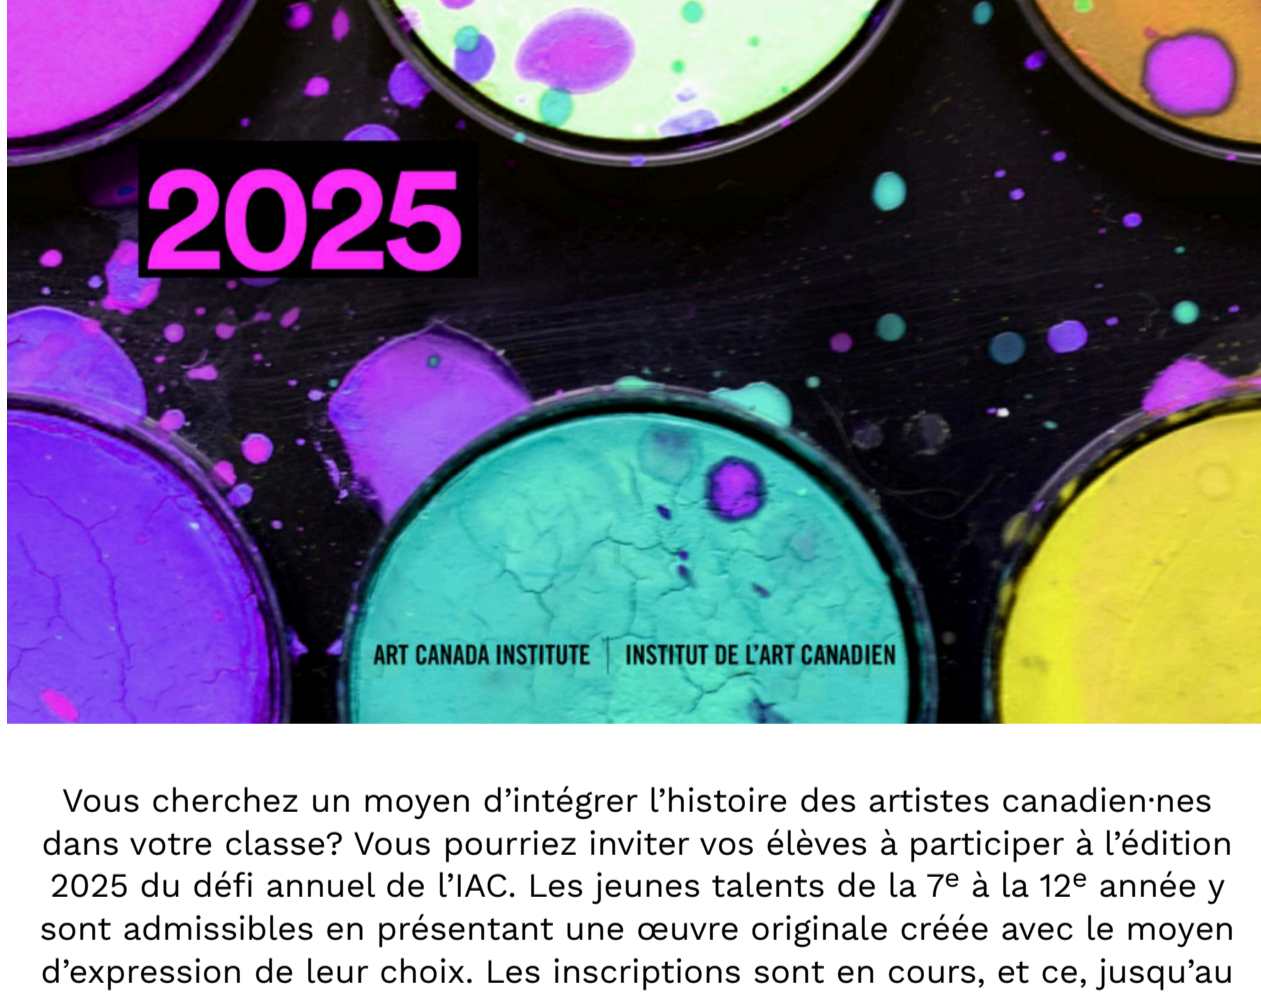 2025
ART CANADA INSTITUTE | INSTITUT DE L’ART CANADIEN
Vous cherchez un moyen d’intégrer l’histoire des artistes canadien·nes
dans votre classe? Vous pourriez inviter vos élèves à participer à l’édition
2025 du défi annuel de l’IAC. Les jeunes talents de la 7ᵉ à la 12ᵉ année y
sont admissibles en présentant une œuvre originale créée avec le moyen
d’expression de leur choix. Les inscriptions sont en cours, et ce, jusqu’au